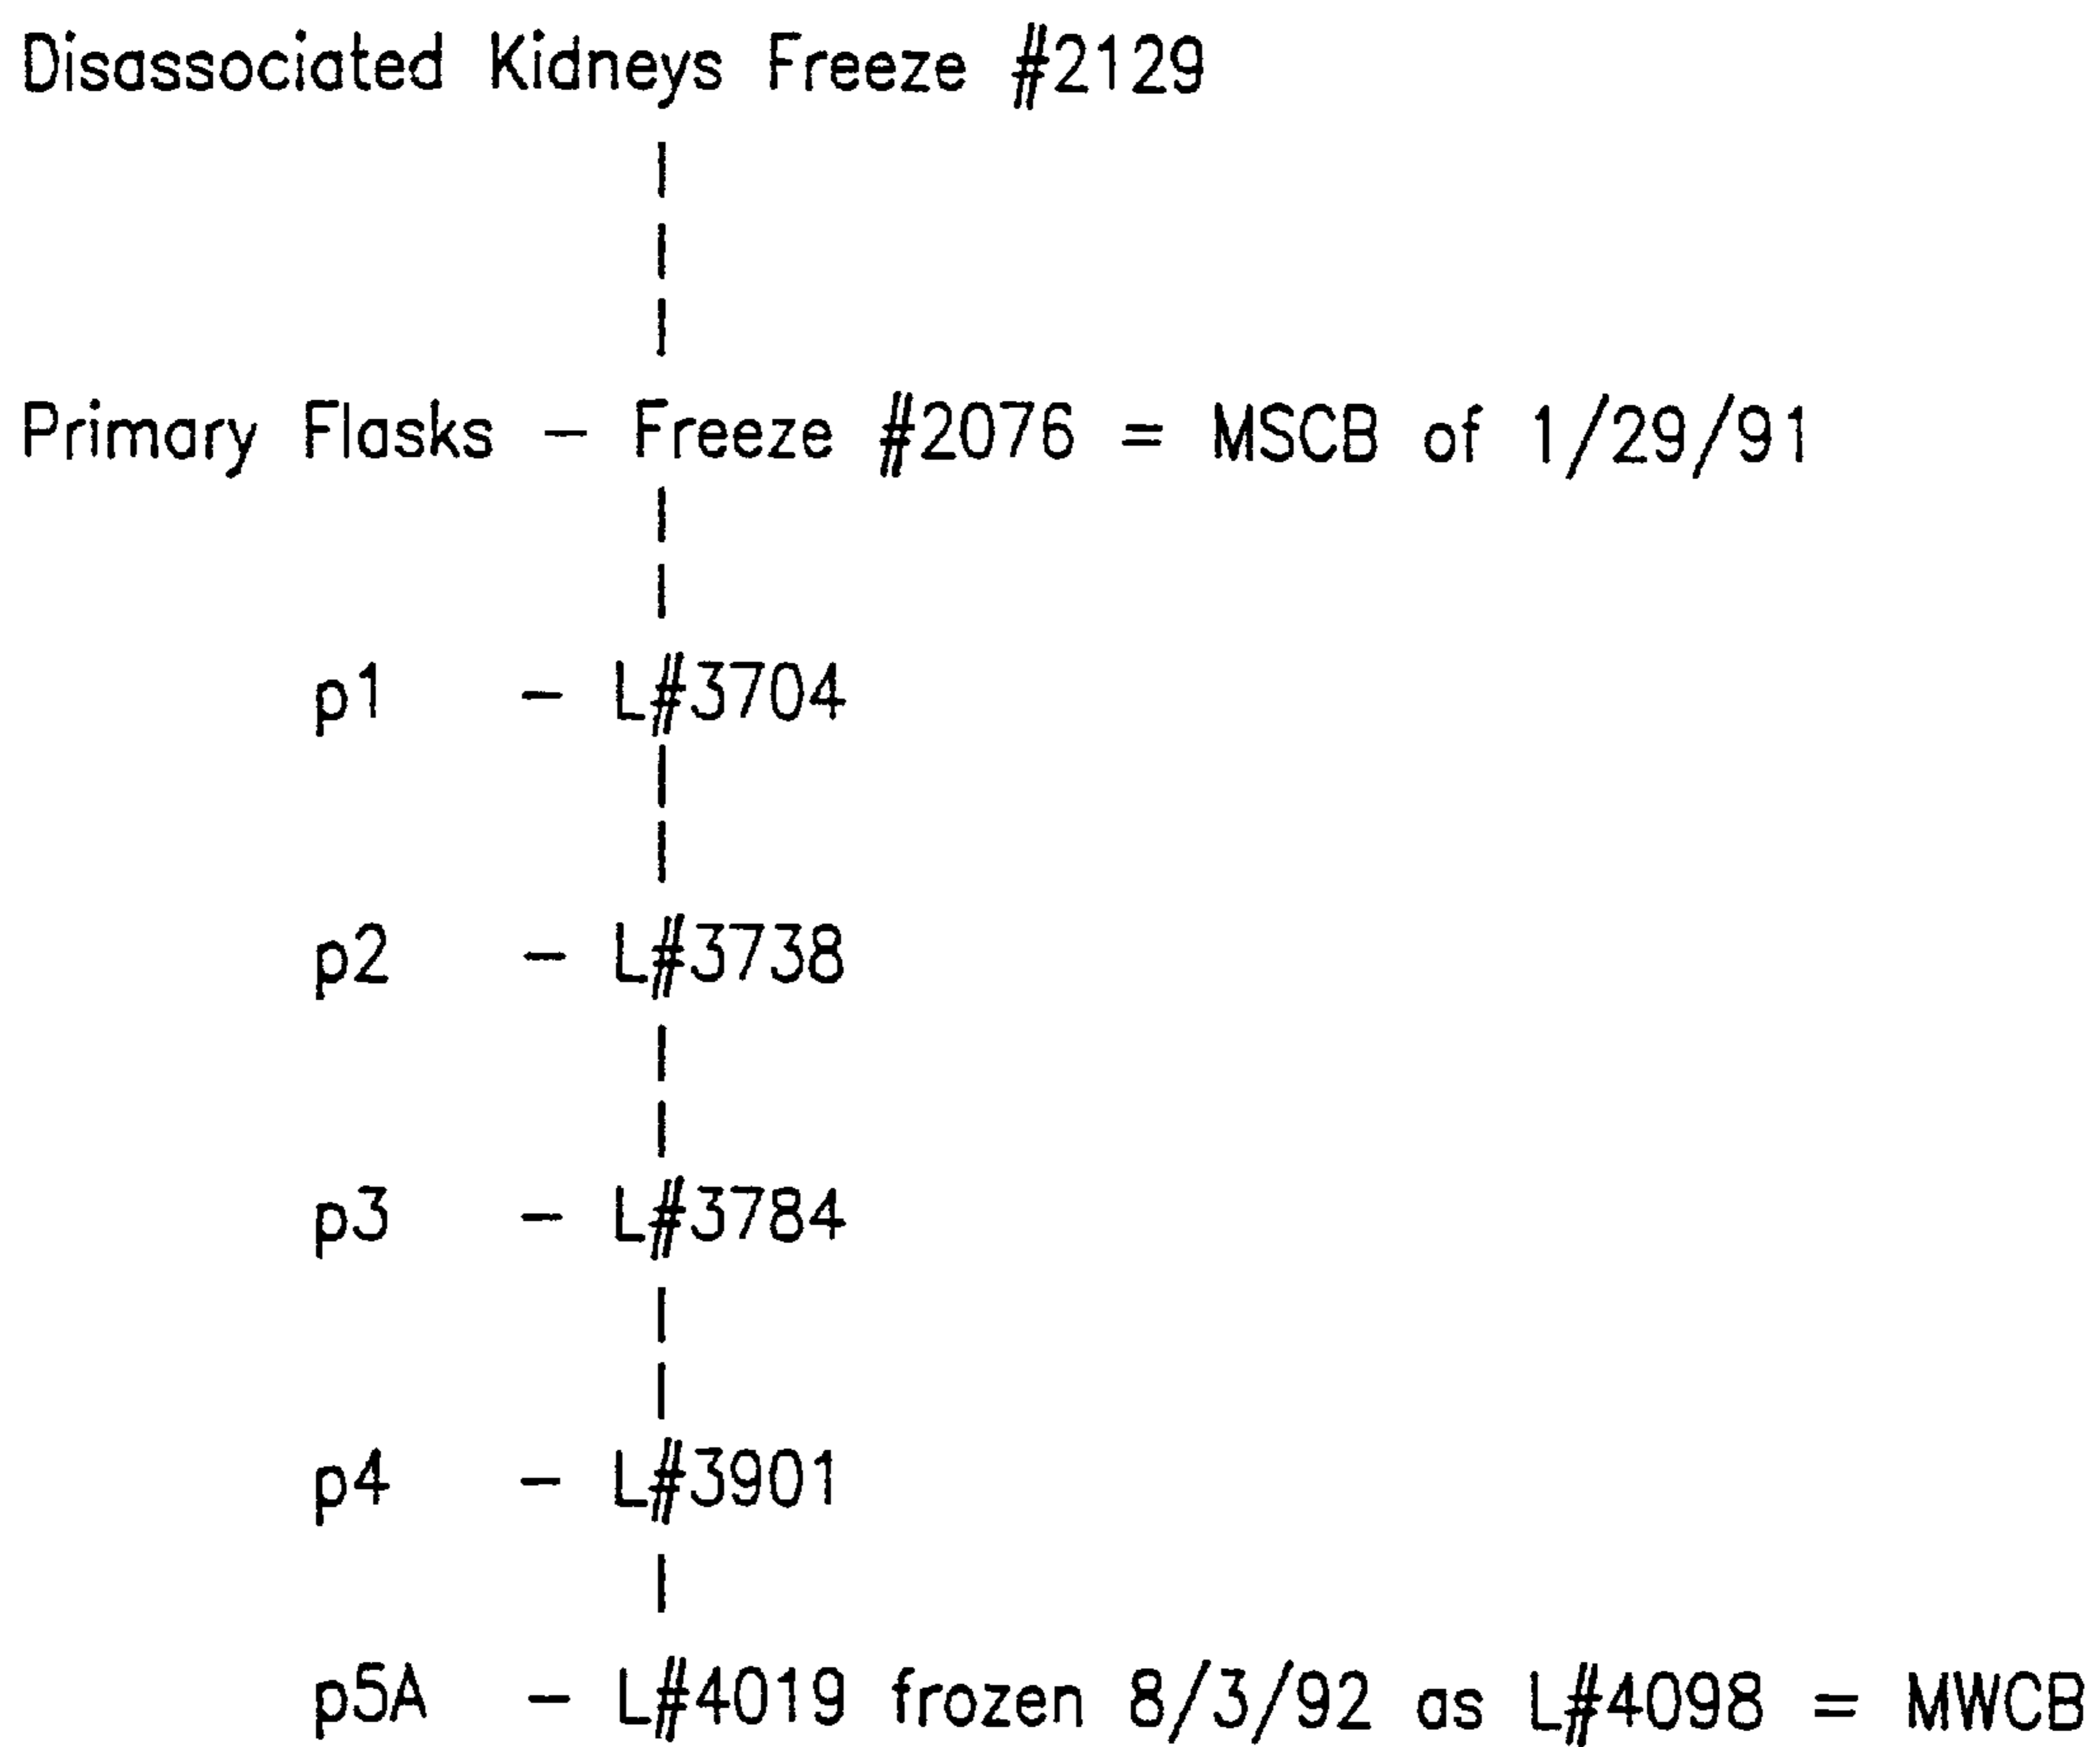 Disassociated Kidneys Freeze #2129
Primary Flasks – Freeze #2076 = MSCB of 1/29/91
p1 – L#3704
p2 – L#3738
p3 – L#3784
p4 – L#3901
p5A – L#4019 frozen 8/3/92 as L#4098 = MWCB